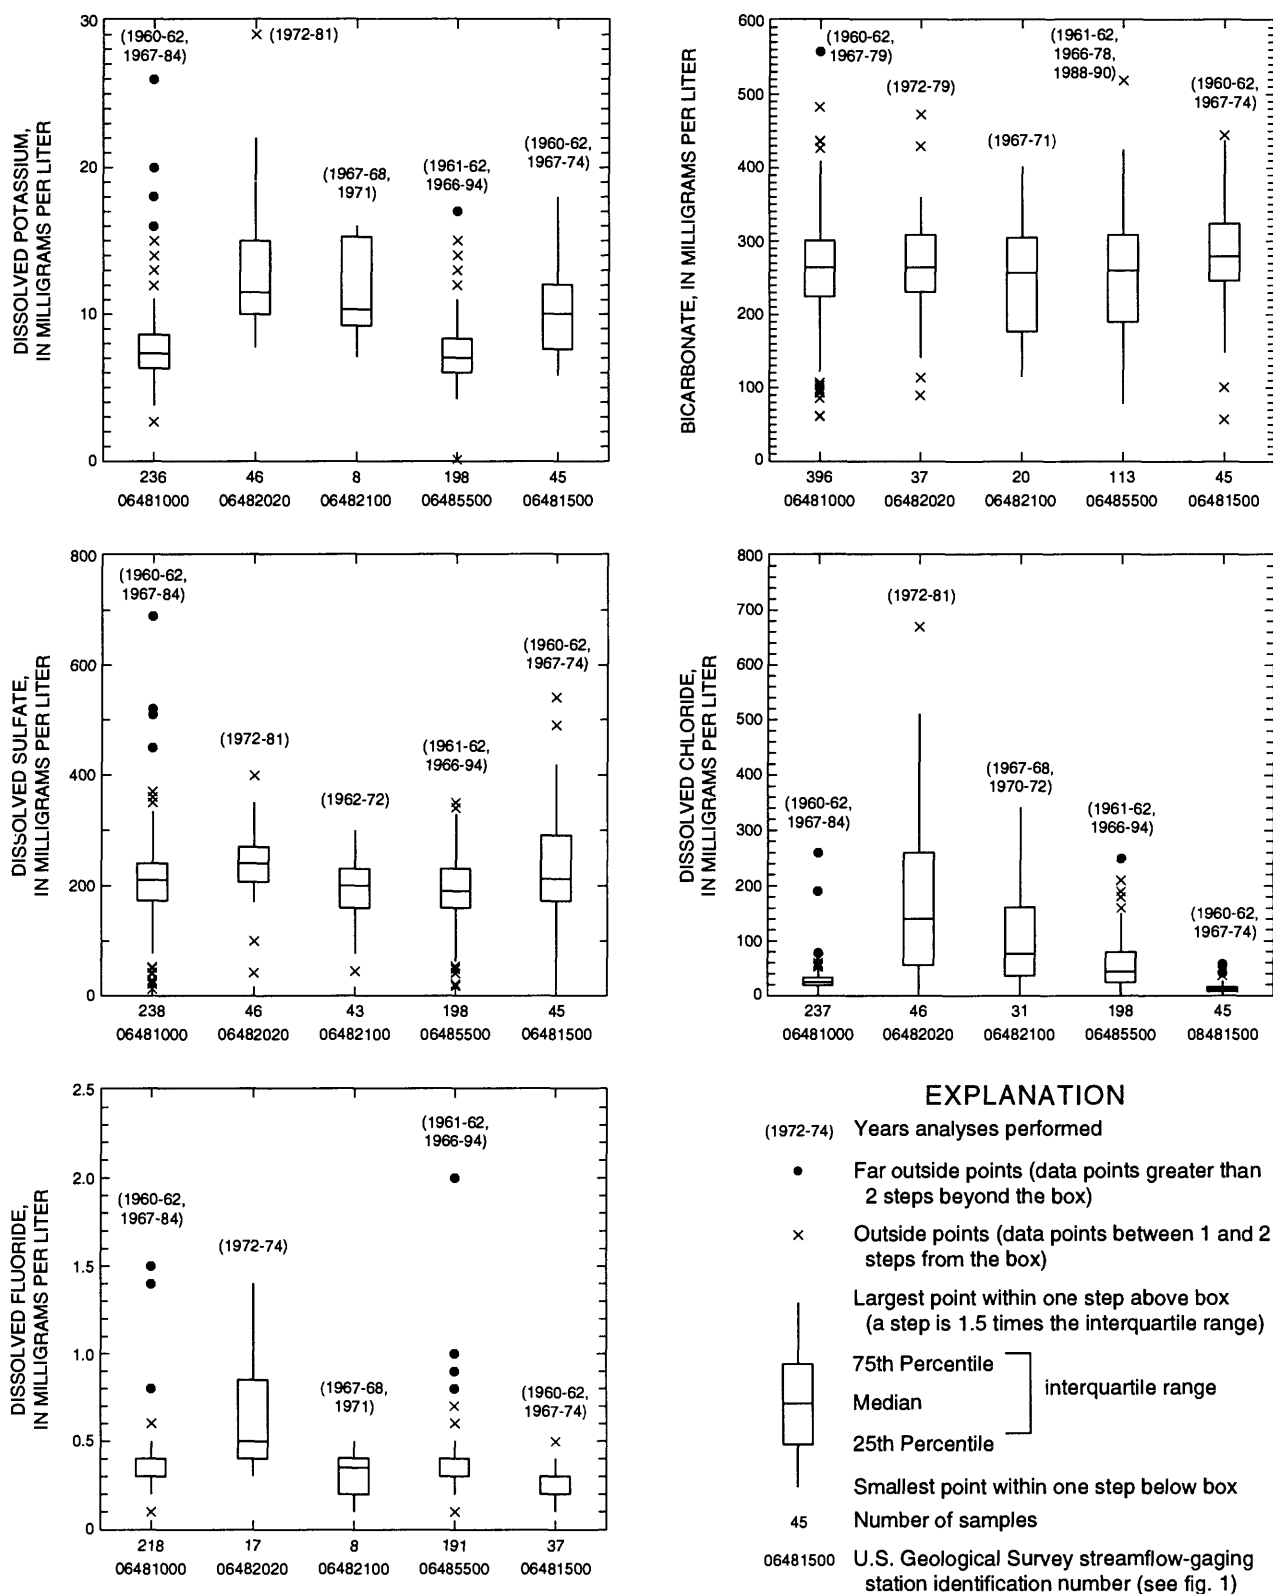 DISSOLVED POTASSIUM,
IN MILLIGRAMS PER LITER
30
20
10
0
(1960-62,
1967-84)
(1972-81)
(1967-68,
1971)
(1961-62,
1966-94)
(1960-62,
1967-74)
236 46 8 198 45
06481000 06482020 06482100 06485500 06481500
BICARBONATE, IN MILLIGRAMS PER LITER
600
500
400
300
200
100
0
(1960-62,
1967-79)
(1972-79)
(1967-71)
(1961-62,
1966-78,
1988-90)
(1960-62,
1967-74)
396 37 20 113 45
06481000 06482020 06482100 06485500 06481500
DISSOLVED SULFATE,
IN MILLIGRAMS PER LITER
800
600
400
200
0
(1960-62,
1967-84)
(1972-81)
(1962-72)
(1961-62,
1966-94)
(1960-62,
1967-74)
238 46 43 198 45
06481000 06482020 06482100 06485500 06481500
DISSOLVED CHLORIDE,
IN MILLIGRAMS PER LITER
800
700
600
500
400
300
200
100
0
(1960-62,
1967-84)
(1972-81)
(1967-68,
1970-72)
(1961-62,
1966-94)
(1960-62,
1967-74)
237 46 31 198 45
06481000 06482020 06482100 06485500 08481500
DISSOLVED FLUORIDE,
IN MILLIGRAMS PER LITER
2.5
2.0
1.5
1.0
0.5
0
(1960-62,
1967-84)
(1972-74)
(1967-68,
1971)
(1961-62,
1966-94)
(1960-62,
1967-74)
218 17 8 191 37
06481000 06482020 06482100 06485500 06481500
EXPLANATION
(1972-74) Years analyses performed
Far outside points (data points greater than
2 steps beyond the box)
Outside points (data points between 1 and 2
steps from the box)
Largest point within one step above box
(a step is 1.5 times the interquartile range)
75th Percentile
Median
25th Percentile
interquartile range
Smallest point within one step below box
45 Number of samples
06481500 U.S. Geological Survey streamflow-gaging
station identification number (see fig. 1)